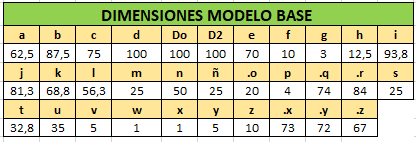 DIMENSIONES MODELO BASE
a b c d Do D2 e f g h i
62,5 87,5 75 100 100 100 70 10 3 12,5 93,8
j k l m n ñ .o p .q .r s
81,3 68,8 56,3 25 50 25 20 4 74 84 25
t u v w x y z .x .y .z
32,8 35 5 1 1 5 10 73 72 67